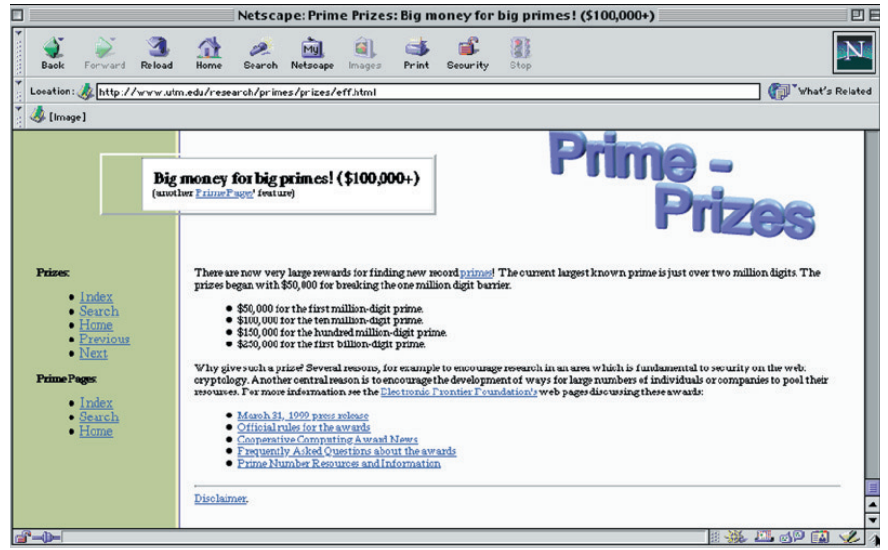 Netscape: Prime Prizes: Big money for big primes! ($100,000+)
Back Forward Reload Home Search Netscape Images Print Security Stop
My
N
Location: http://www.utm.edu/research/primes/prizes/eff.html What's Related
[Image]
Prime -
Prizes
Big money for big primes! ($100,000+)
(another PrimePages' feature)
Prizes:
• Index
• Search
• Home
• Previous
• Next
PrimePages:
• Index
• Search
• Home
There are now very large rewards for finding new record primes! The current largest known prime is just over two million digits. The
prizes began with $50,000 for breaking the one million digit barrier.
• $50,000 for the first million-digit prime.
• $100,000 for the ten million-digit prime.
• $150,000 for the hundred million-digit prime.
• $250,000 for the first billion-digit prime.
Why give such a prize? Several reasons, for example to encourage research in an area which is fundamental to security on the web:
cryptology. Another central reason is to encourage the development of ways for large numbers of individuals or companies to pool their
resourses. For more information see the Electronic Frontier Foundation's web pages discussing these awards:
• March 31, 1999 press release
• Official rules for the awards
• Cooperative Computing Award News
• Frequently Asked Questions about the awards
• Prime Number Resources and Information
Disclaimer.